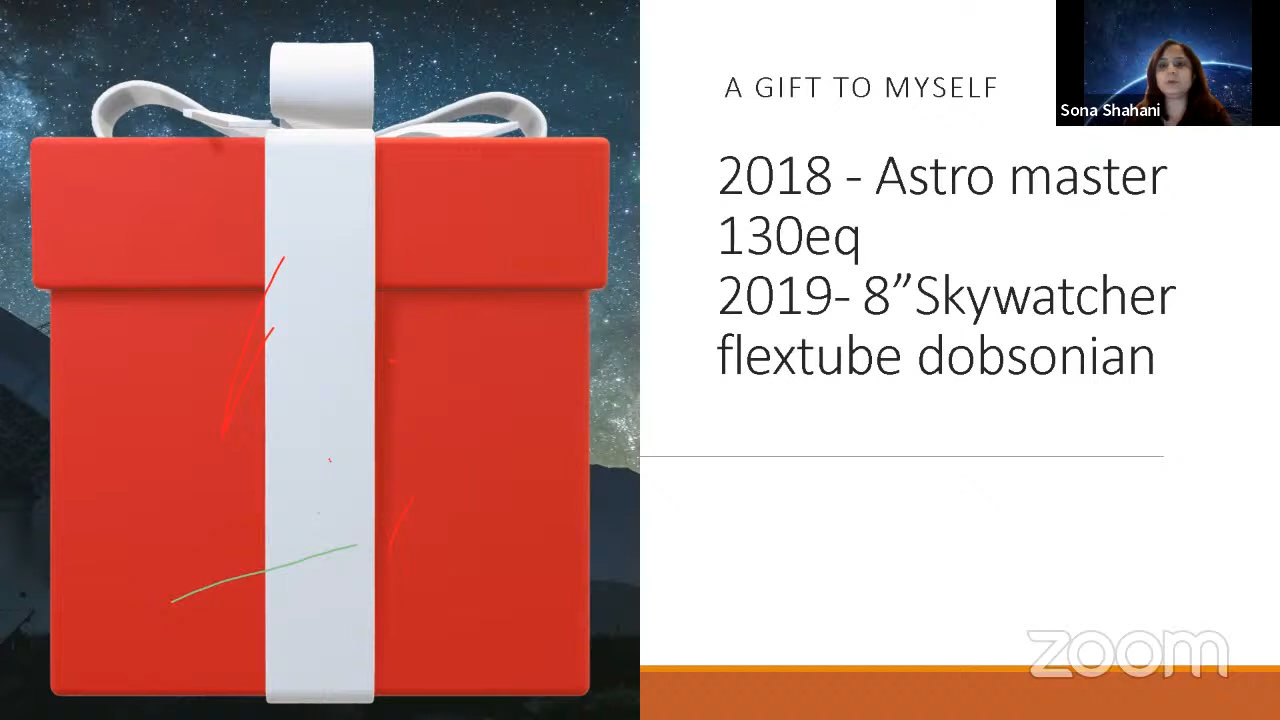 A GIFT TO MYSELF
Sona Shahani
2018 - Astro master
130eq
2019- 8”Skywatcher
flextube dobsonian
zoom